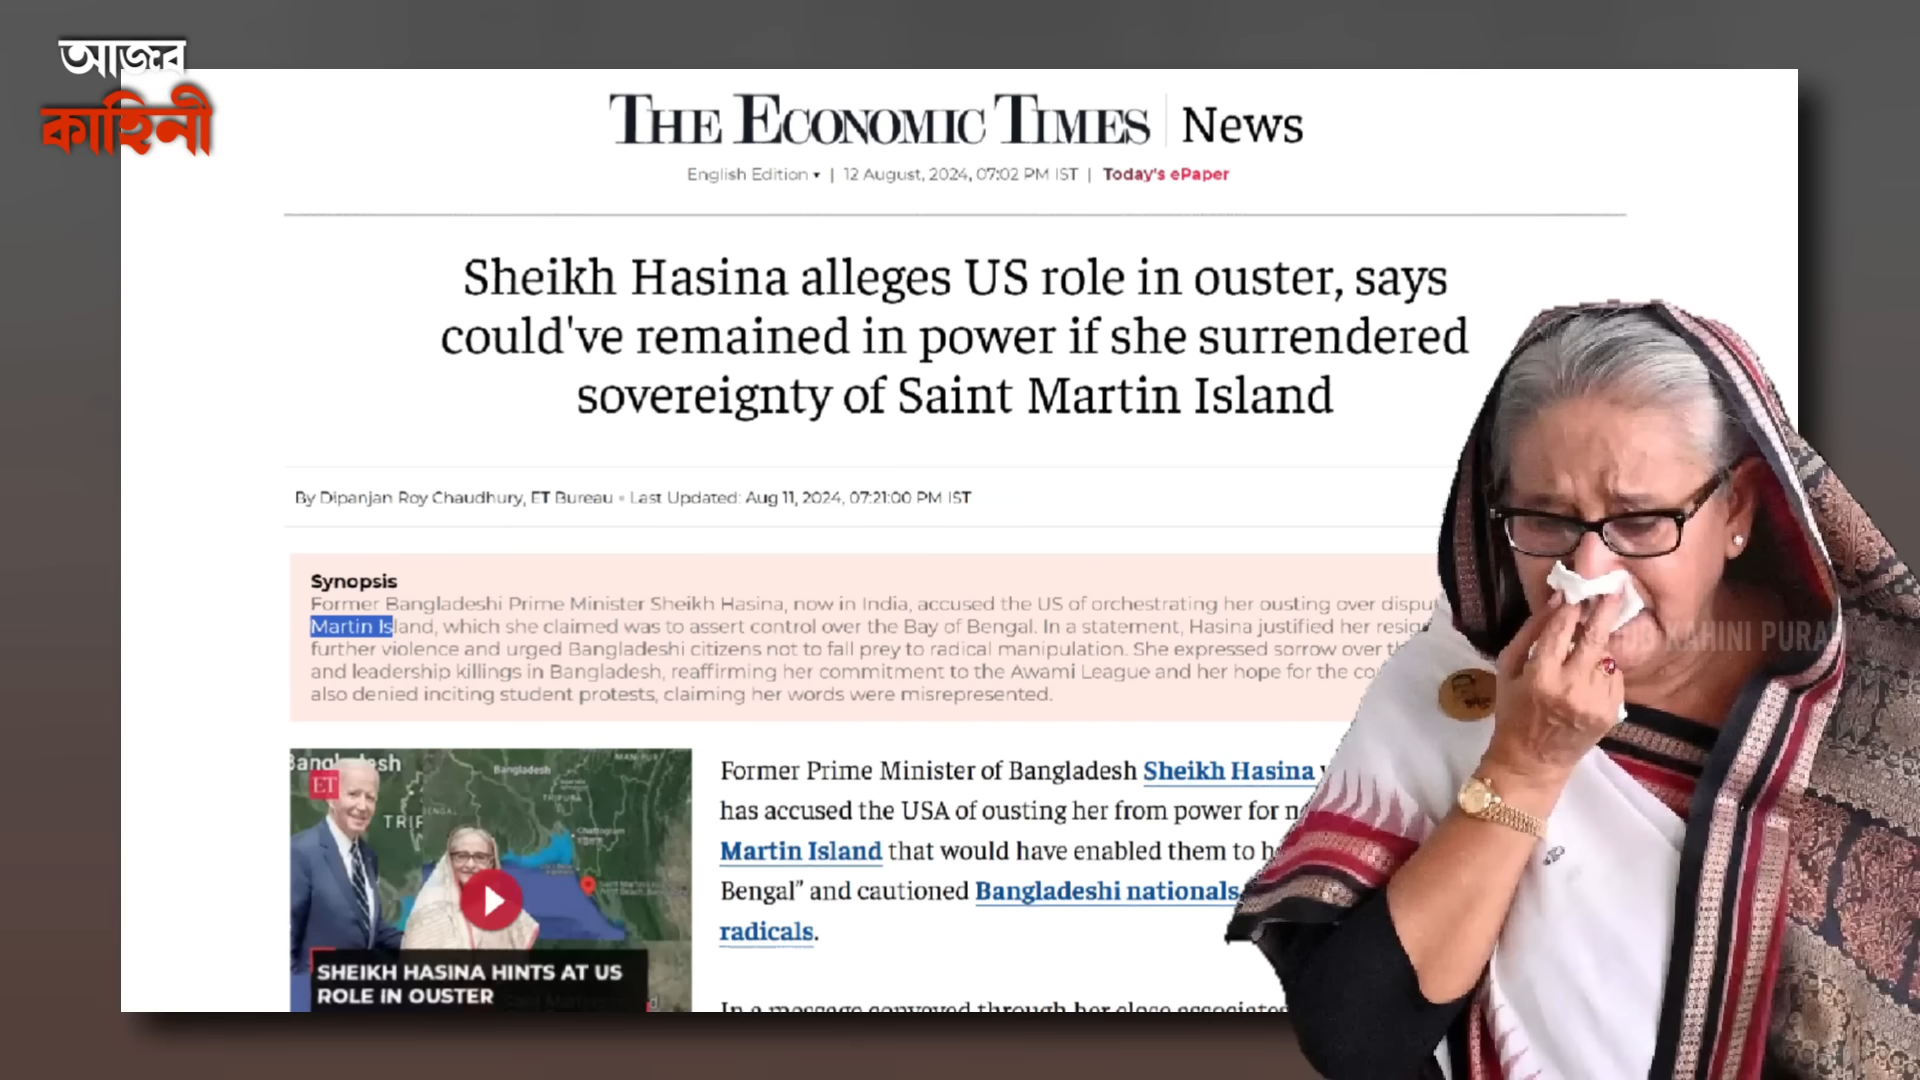 আজব
কাহিনী
THE ECONOMIC TIMES | News
English Edition ▾ | 12 August, 2024, 07:02 PM IST | Today's ePaper
Sheikh Hasina alleges US role in ouster, says
could've remained in power if she surrendered
sovereignty of Saint Martin Island
By Dipanjan Roy Chaudhury, ET Bureau • Last Updated: Aug 11, 2024, 07:21:00 PM IST
Synopsis
Former Bangladeshi Prime Minister Sheikh Hasina, now in India, accused the US of orchestrating her ousting over
Martin Island, which she claimed was to assert control over the Bay of Bengal. In a statement, Hasina justified her
further violence and urged Bangladeshi citizens not to fall prey to radical manipulation. She expressed sorrow over
and leadership killings in Bangladesh, reaffirming her commitment to the Awami League and her hope for the
also denied inciting student protests, claiming her words were misrepresented.
Former Prime Minister of Bangladesh Sheikh Hasina
has accused the USA of ousting her from power for
Martin Island that would have enabled them to
Bengal” and cautioned Bangladeshi nationals
radicals.
In a message conveyed through her close associates
ET
Bangladesh
SHEIKH HASINA HINTS AT US
ROLE IN OUSTER
KAHINI